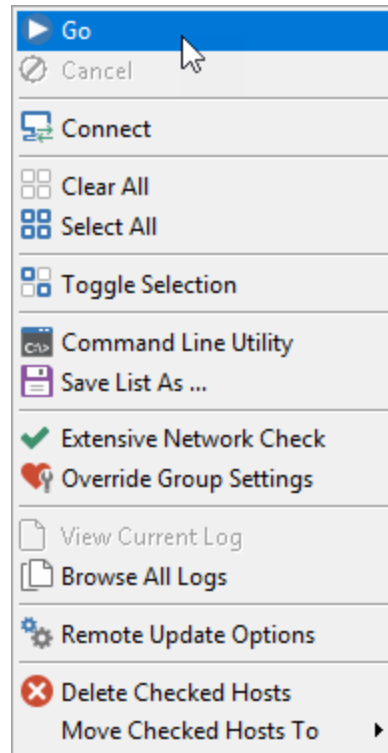 Go
Cancel
Connect
Clear All
Select All
Toggle Selection
C:\>
Command Line Utility
Save List As ...
Extensive Network Check
Override Group Settings
View Current Log
Browse All Logs
Remote Update Options
Delete Checked Hosts
Move Checked Hosts To